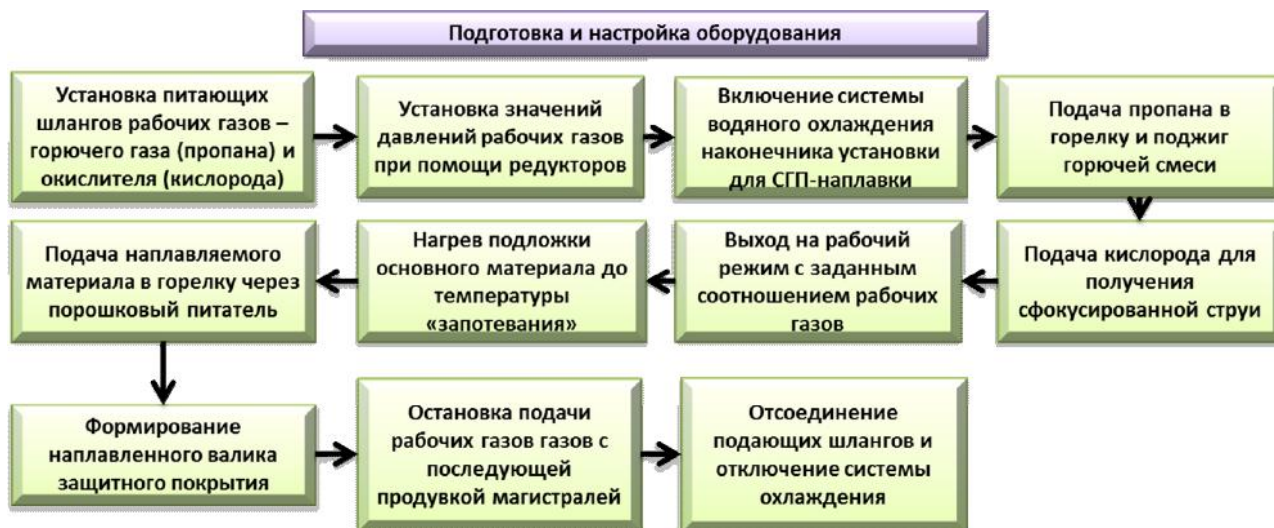 Подготовка и настройка оборудования
Установка питающих
шлангов рабочих газов –
горючего газа (пропана) и
окислителя (кислорода)
Установка значений
давлений рабочих газов
при помощи редукторов
Включение системы
водяного охлаждения
наконечника установки
для СГП-наплавки
Подача пропана в
горелку и поджиг
горючей смеси
Подача кислорода для
получения
сфокусированной струи
Выход на рабочий
режим с заданным
соотношением рабочих
газов
Нагрев подложки
основного материала до
температуры
«запотевания»
Подача наплавляемого
материала в горелку через
порошковый питатель
Формирование
наплавленного валика
защитного покрытия
Остановка подачи
рабочих газов газов с
последующей
продувкой магистралей
Отсоединение
подающих шлангов и
отключение системы
охлаждения